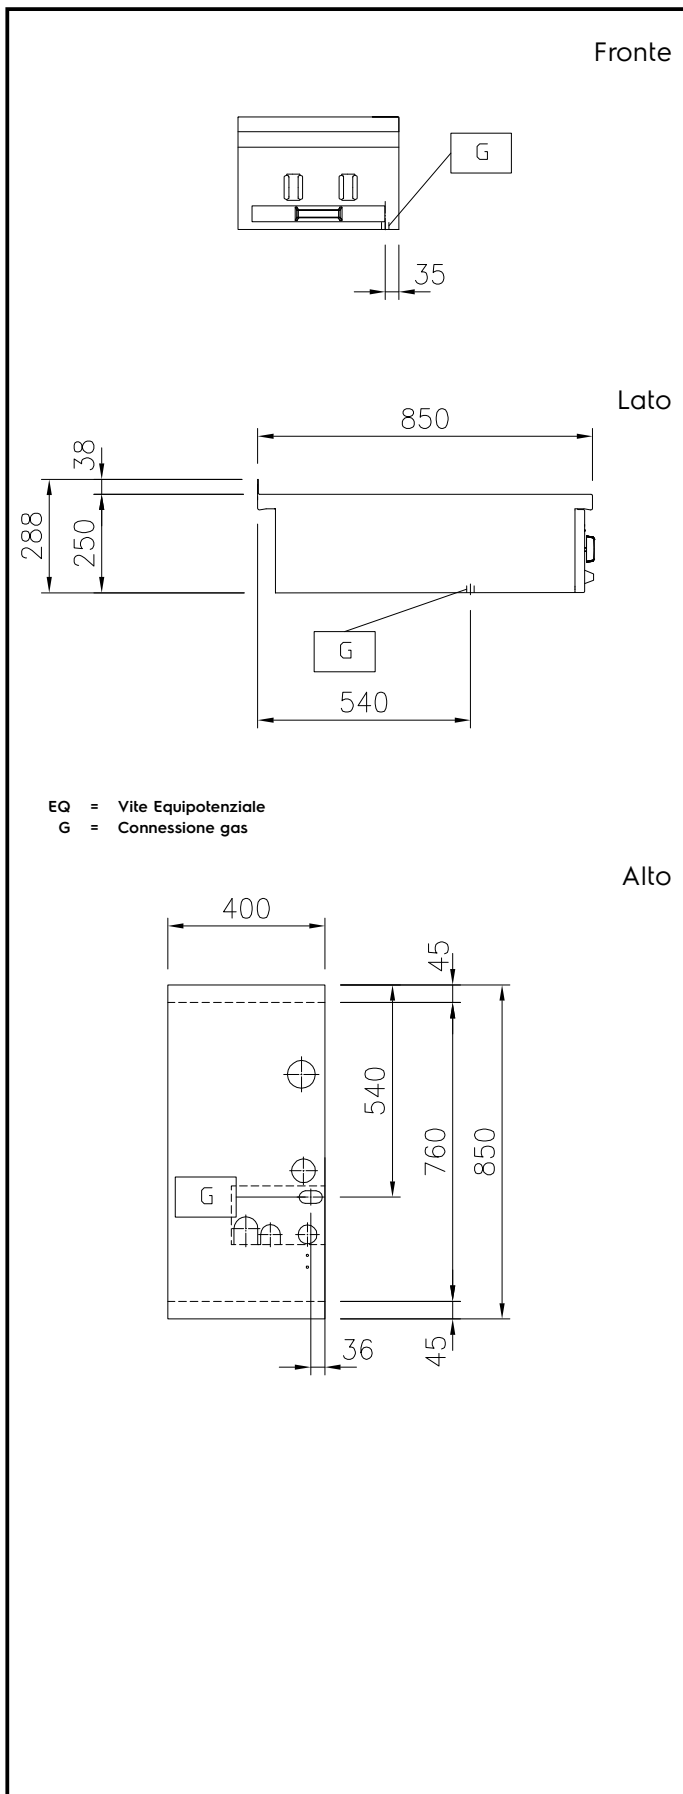 Fronte
G
35
Lato
850
38
288
250
G
540
EQ = Vite Equipotenziale
G = Connessione gas
Alto
400
45
540
760
850
G
36
45